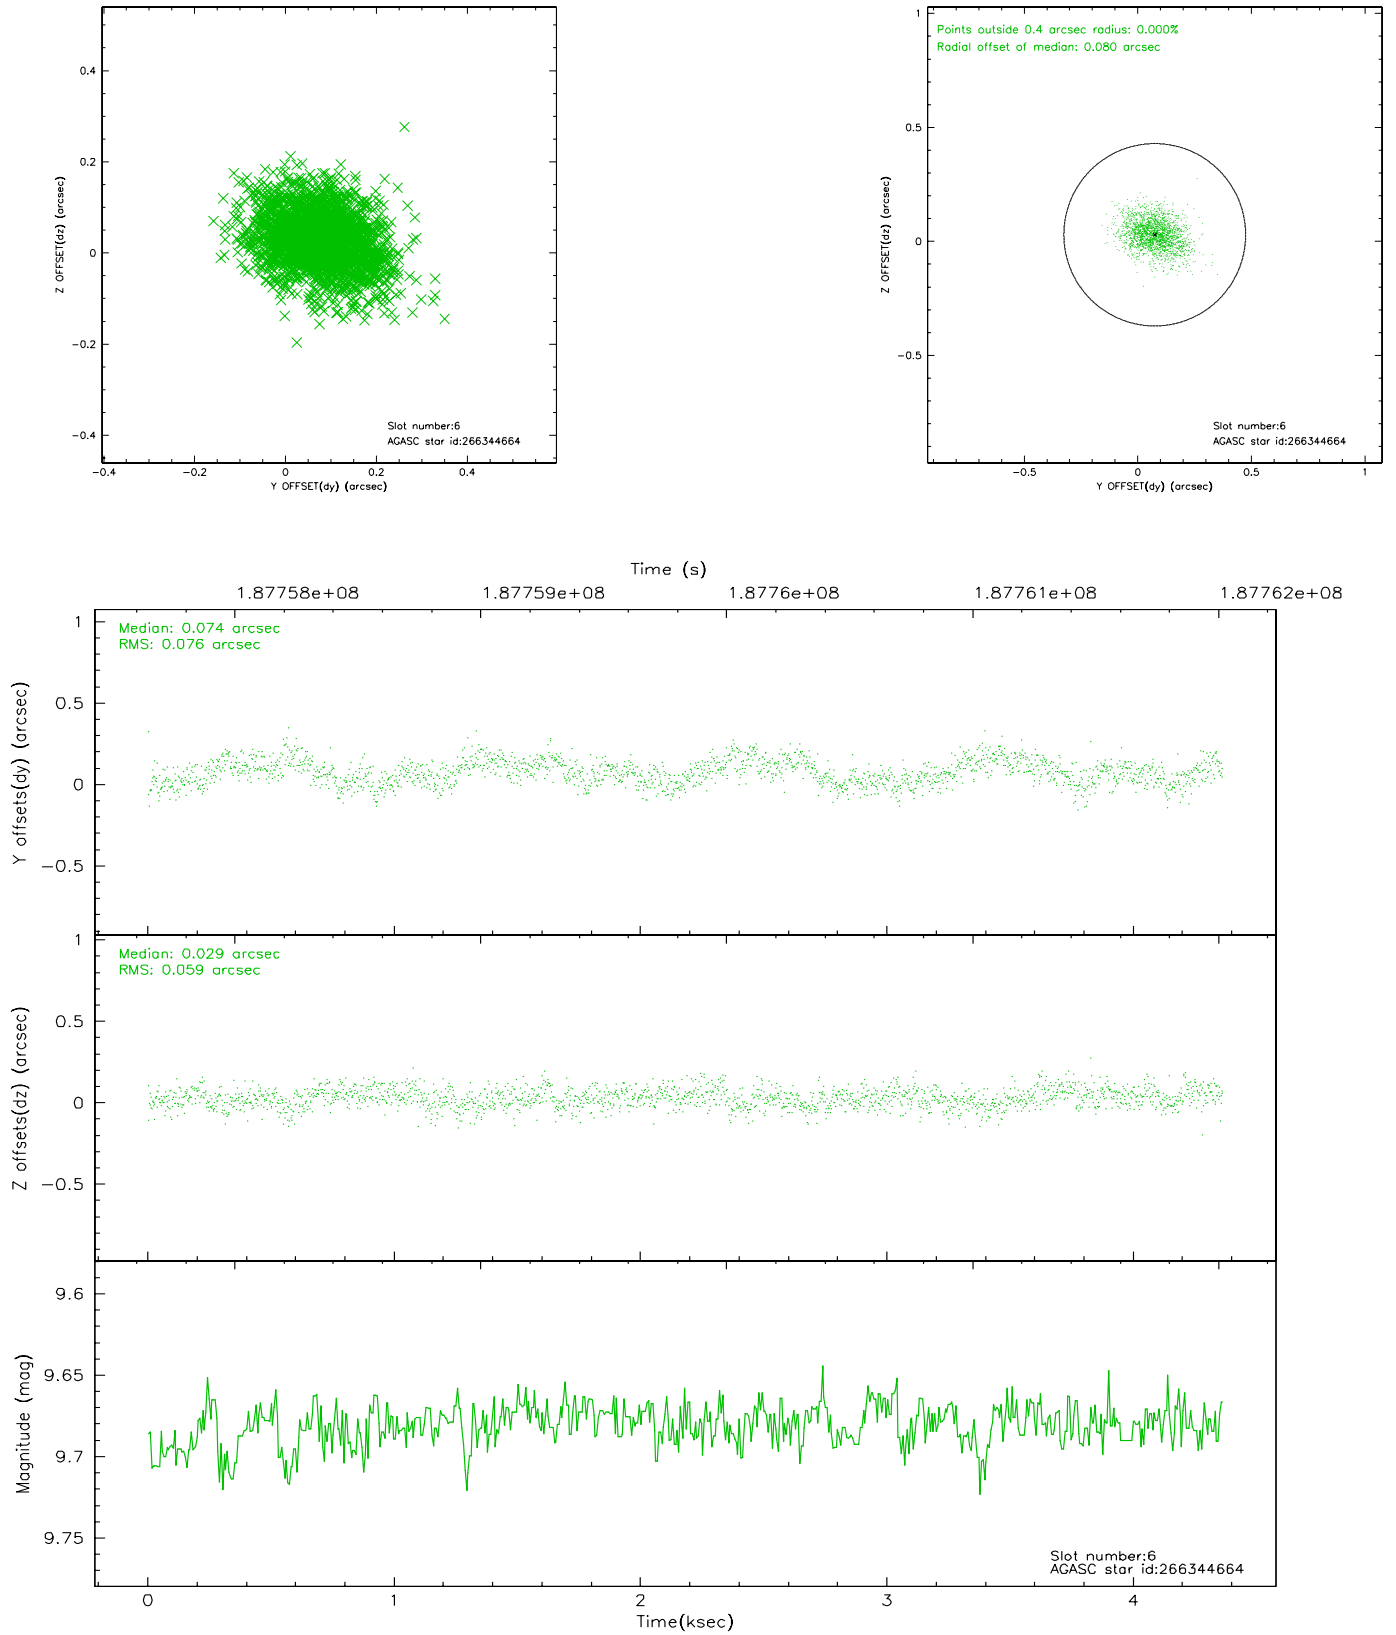 0.4
0.2
0
−0.2
−0.4
Z OFFSET(dz) (arcsec)
Slot number:6
AGASC star id:266344664
−0.4 −0.2 0 0.2 0.4
Y OFFSET(dy) (arcsec)
Points outside 0.4 arcsec radius: 0.000%
Radial offset of median: 0.080 arcsec
1
0.5
0
−0.5
Z OFFSET(dz) (arcsec)
Slot number:6
AGASC star id:266344664
−0.5 0 0.5 1
Y OFFSET(dy) (arcsec)
Time (s)
1.87758e+08 1.87759e+08 1.8776e+08 1.87761e+08 1.87762e+08
Median: 0.074 arcsec
RMS: 0.076 arcsec
1
0.5
0
−0.5
Y offsets(dy) (arcsec)
Median: 0.029 arcsec
RMS: 0.059 arcsec
1
0.5
0
−0.5
Z offsets(dz) (arcsec)
9.6
9.65
9.7
9.75
Magnitude (mag)
Slot number:6
AGASC star id:266344664
0 1 2 3 4
Time(ksec)